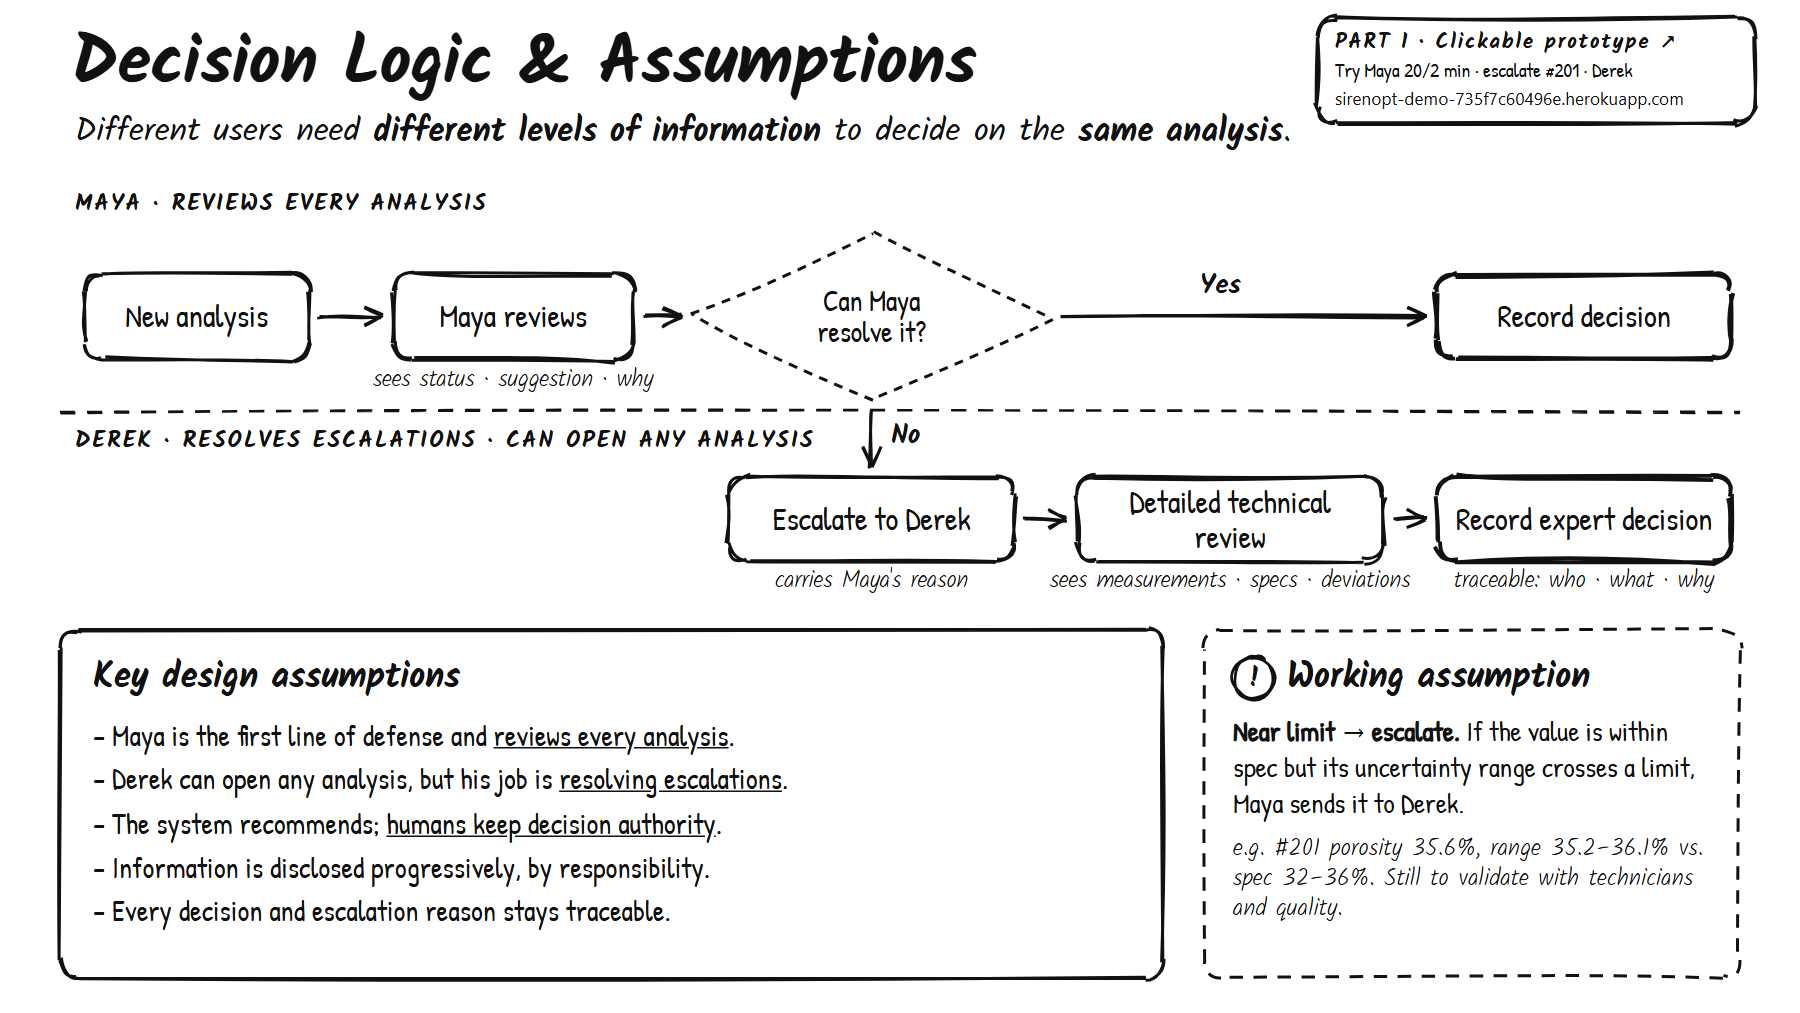 Decision Logic & Assumptions
Different users need different levels of information to decide on the same analysis.
PART 1 · Clickable prototype ↗
Try Maya 20/2 min · escalate #201 · Derek
sirenopt-demo-735f7c60496e.herokuapp.com
MAYA · REVIEWS EVERY ANALYSIS
New analysis
Maya reviews
sees status · suggestion · why
Can Maya
resolve it?
Yes
Record decision
DEREK · RESOLVES ESCALATIONS · CAN OPEN ANY ANALYSIS
No
Escalate to Derek
carries Maya's reason
Detailed technical
review
sees measurements · specs · deviations
Record expert decision
traceable: who · what · why
Key design assumptions
– Maya is the first line of defense and reviews every analysis.
– Derek can open any analysis, but his job is resolving escalations.
– The system recommends; humans keep decision authority.
– Information is disclosed progressively, by responsibility.
– Every decision and escalation reason stays traceable.
! Working assumption
Near limit → escalate. If the value is within
spec but its uncertainty range crosses a limit,
Maya sends it to Derek.
e.g. #201 porosity 35.6%, range 35.2–36.1% vs.
spec 32–36%. Still to validate with technicians
and quality.